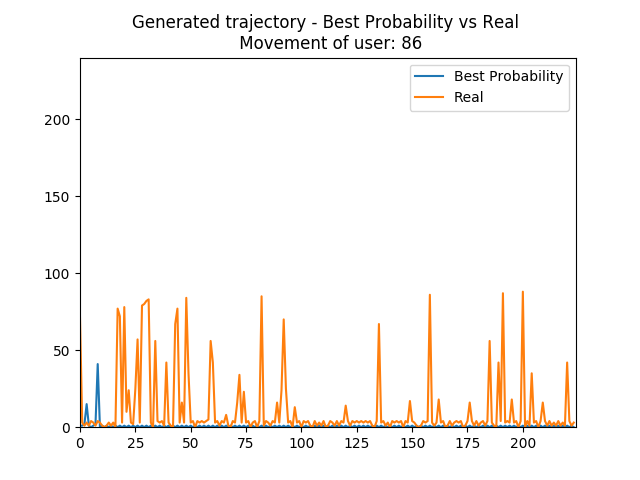 Generated trajectory - Best Probability vs Real
Movement of user: 86
Best Probability
Real
200
150
100
50
0
0 25 50 75 100 125 150 175 200